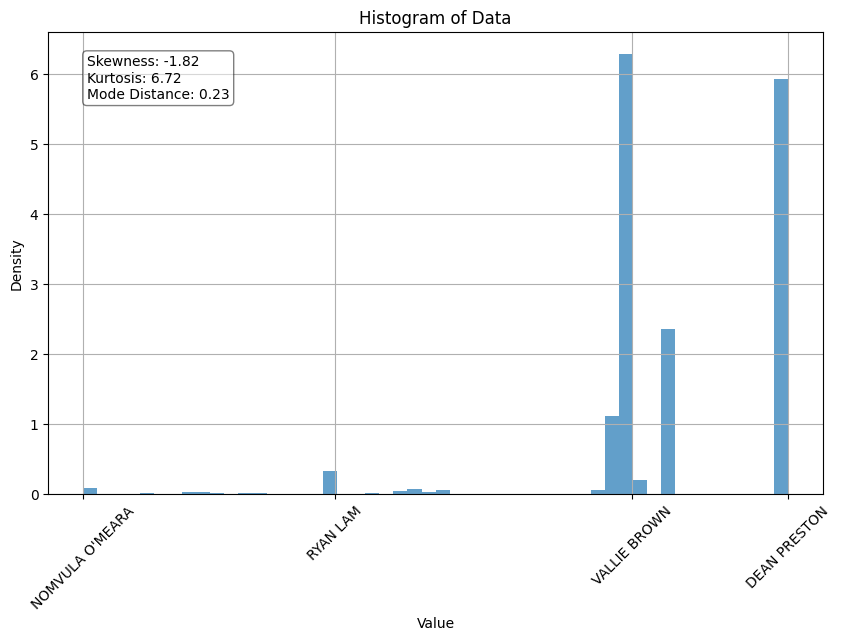 Histogram of Data
Skewness: -1.82
Kurtosis: 6.72
Mode Distance: 0.23
Density
6
5
4
3
2
1
0
NOMVULA O'MEARA
RYAN LAM
VALLIE BROWN
DEAN PRESTON
Value